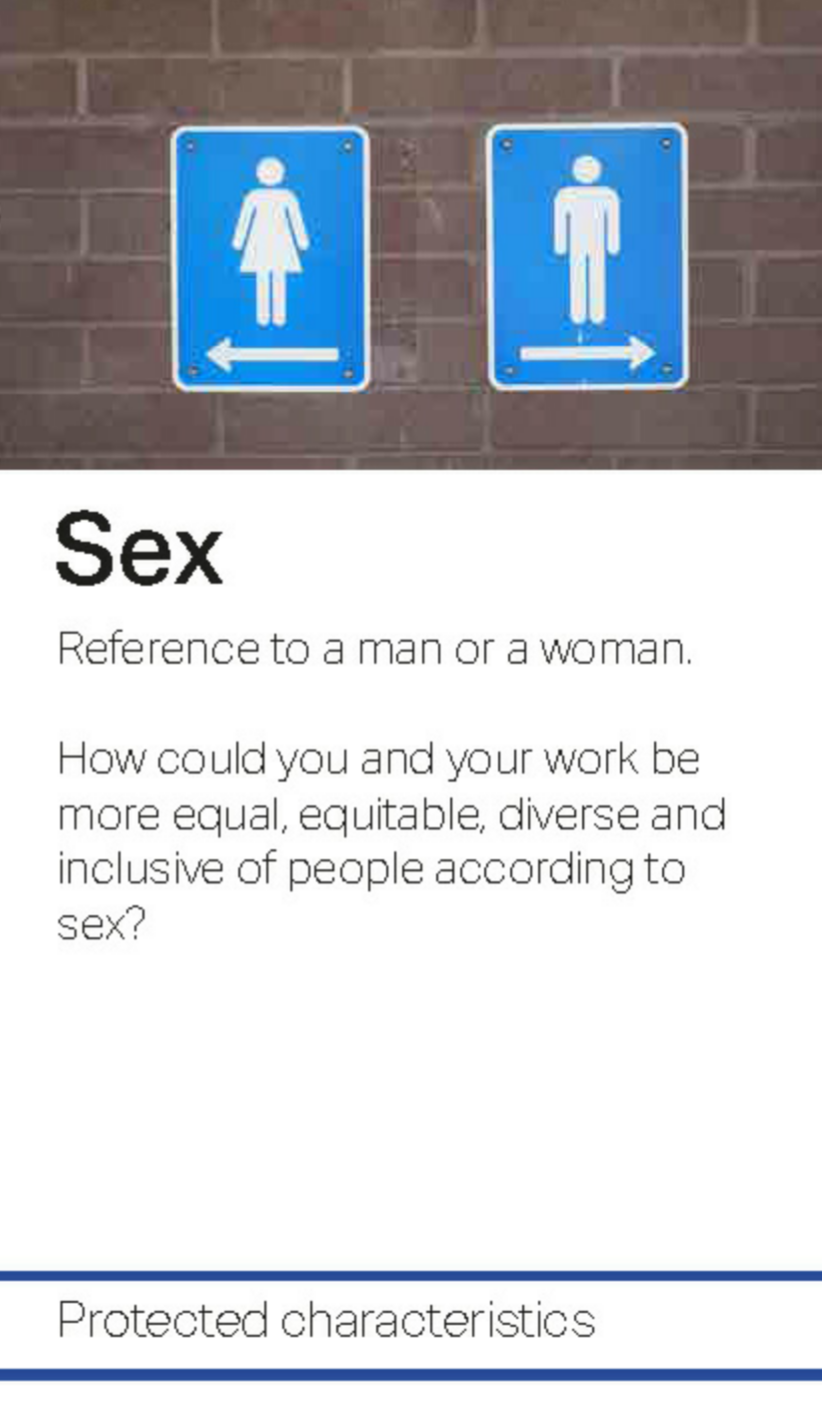 Sex
Reference to a man or a woman.
How could you and your work be
more equal, equitable, diverse and
inclusive of people according to
sex?
Protected characteristics